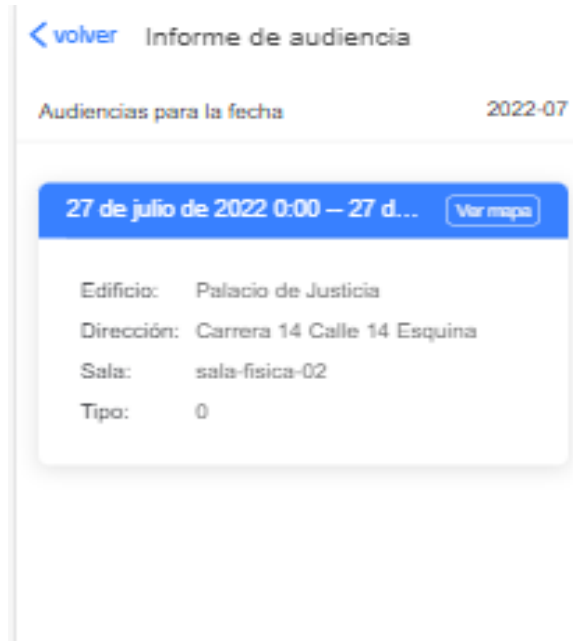 volver Informe de audiencia
Audiencias para la fecha 2022-07
27 de julio de 2022 0:00 – 27 d... Ver mapa
Edificio: Palacio de Justicia
Dirección: Carrera 14 Calle 14 Esquina
Sala: sala-fisica-02
Tipo: 0